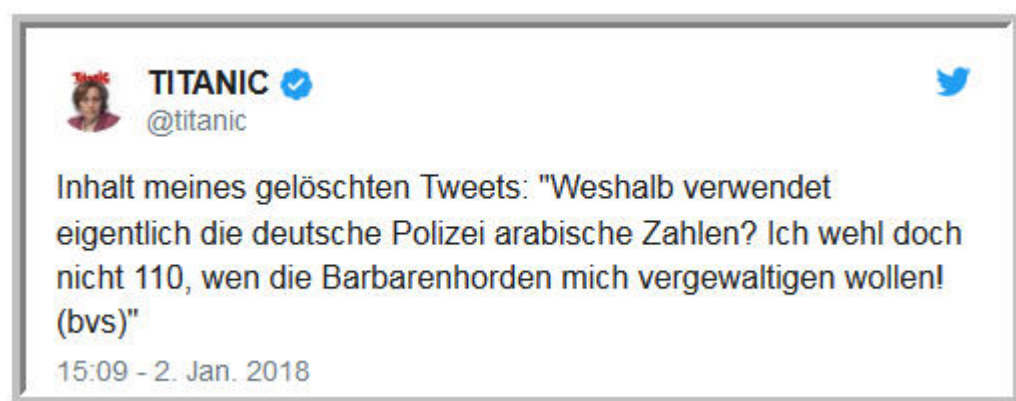 TITANIC
@titanic
Inhalt meines gelöschten Tweets: "Weshalb verwendet
eigentlich die deutsche Polizei arabische Zahlen? Ich wehl doch
nicht 110, wen die Barbarenhorden mich vergewaltigen wollen!
(bvs)"
15:09 - 2. Jan. 2018